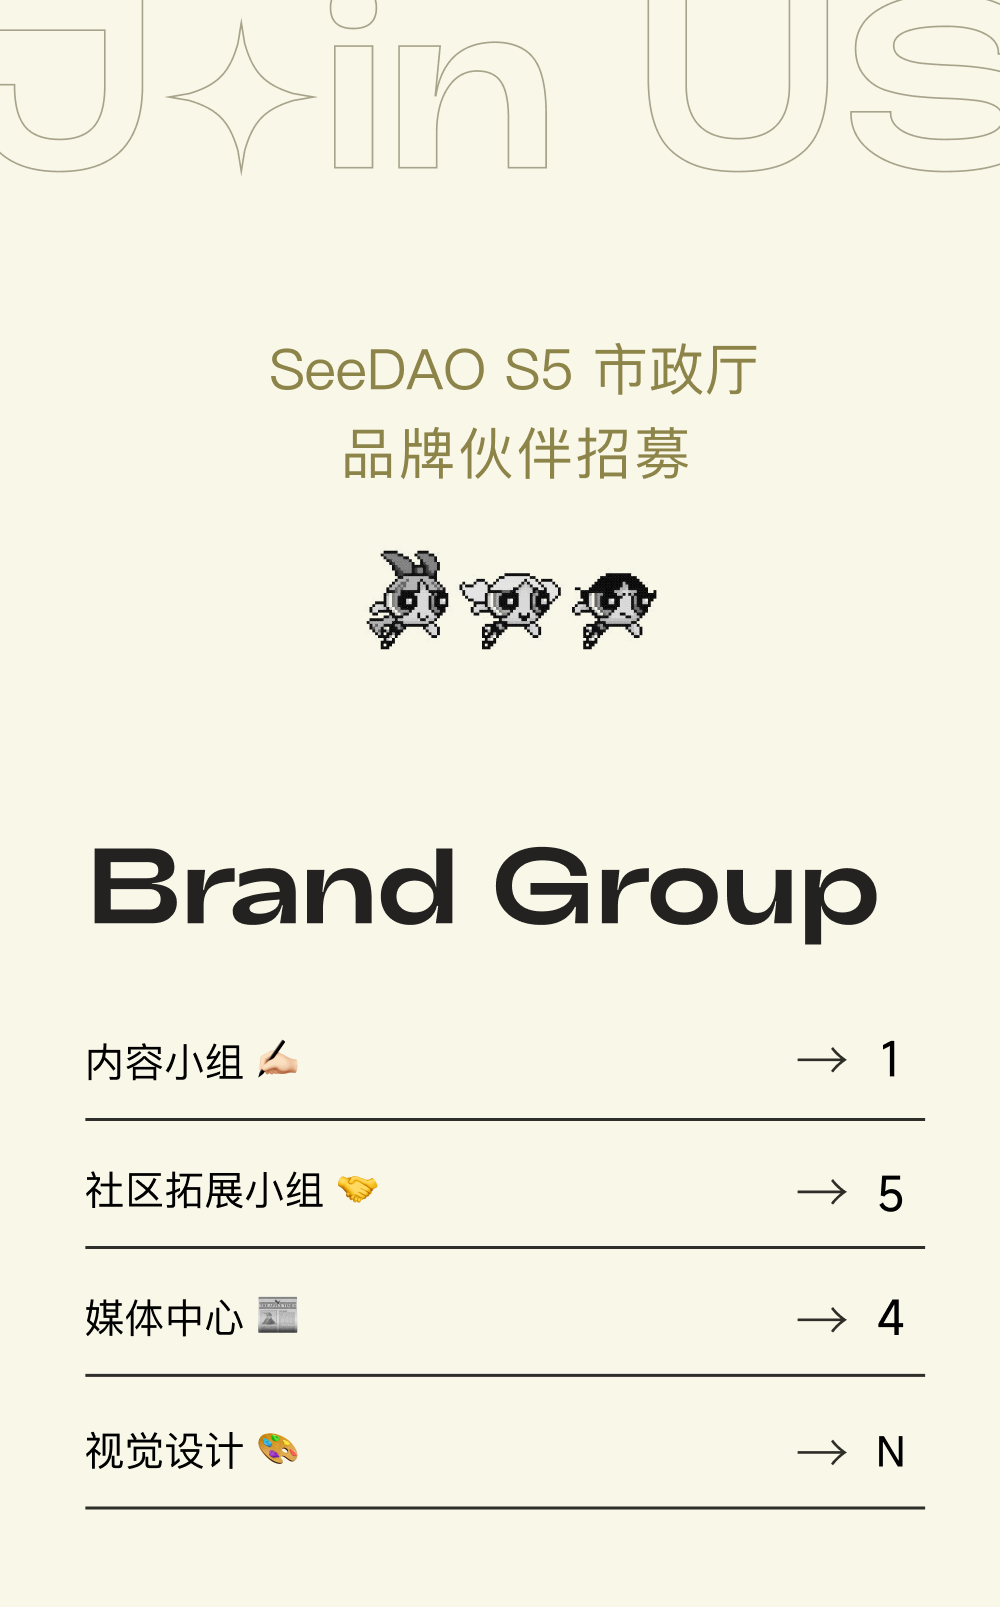 Join US
SeeDAO S5 市政厅
品牌伙伴招募
Brand Group
内容小组 ✍🏻 → 1
社区拓展小组 🤝 → 5
媒体中心 📰 → 4
视觉设计 🎨 → N